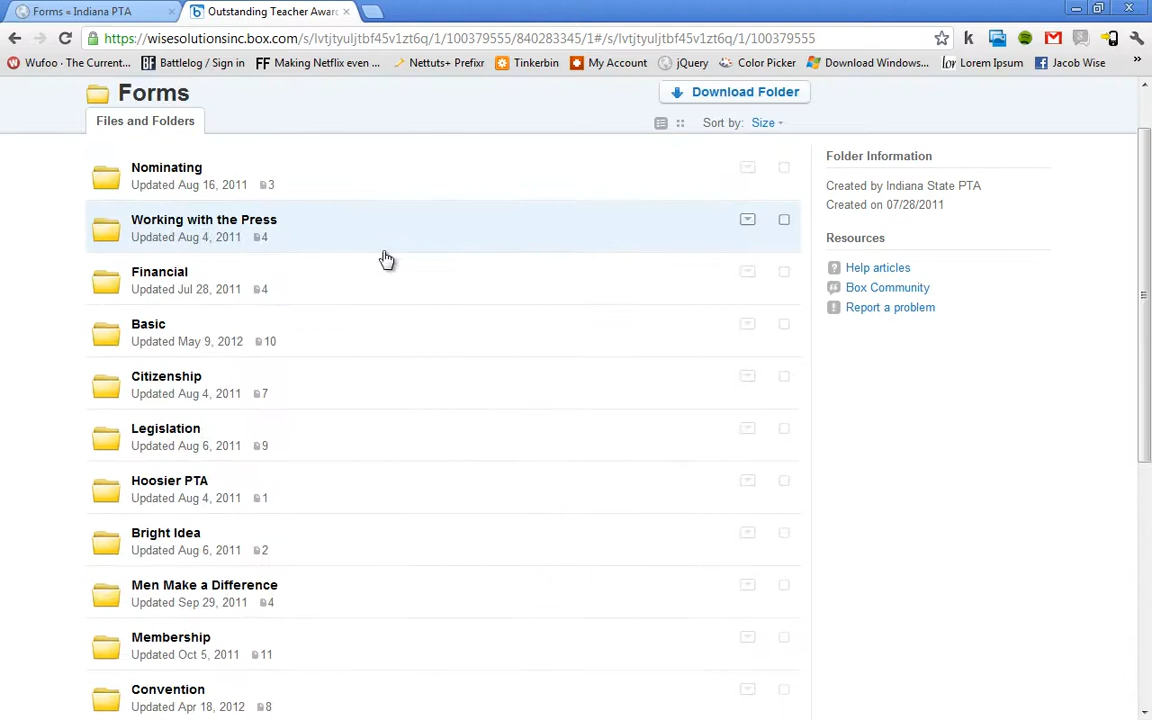 Forms « Indiana PTA
Outstanding Teacher Awar
https://wisesolutionsinc.box.com/s/lvtjtyuljtbf45v1zt6q/1/100379555/840283345/1#/s/lvtjtyuljtbf45v1zt6q/1/100379555
Wufoo · The Current... Battlelog / Sign in FF Making Netflix even ... Nettuts+ Prefixr Tinkerbin My Account jQuery Color Picker Download Windows... lor Lorem Ipsum Jacob Wise »
Forms
Download Folder
Files and Folders
Sort by: Size
Nominating
Updated Aug 16, 2011 3
Working with the Press
Updated Aug 4, 2011 4
Financial
Updated Jul 28, 2011 4
Basic
Updated May 9, 2012 10
Citizenship
Updated Aug 4, 2011 7
Legislation
Updated Aug 6, 2011 9
Hoosier PTA
Updated Aug 4, 2011 1
Bright Idea
Updated Aug 6, 2011 2
Men Make a Difference
Updated Sep 29, 2011 4
Membership
Updated Oct 5, 2011 11
Convention
Updated Apr 18, 2012 8
Folder Information
Created by Indiana State PTA
Created on 07/28/2011
Resources
Help articles
Box Community
Report a problem